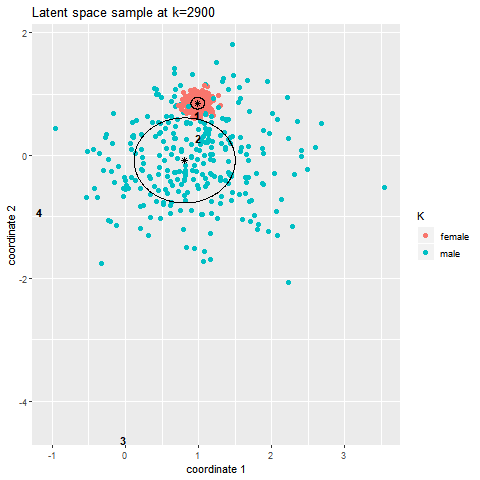 Latent space sample at k=2900
2
0
-2
-4
1
2
4
3
-1
0
1
2
3
coordinate 1
coordinate 2
K
female
male